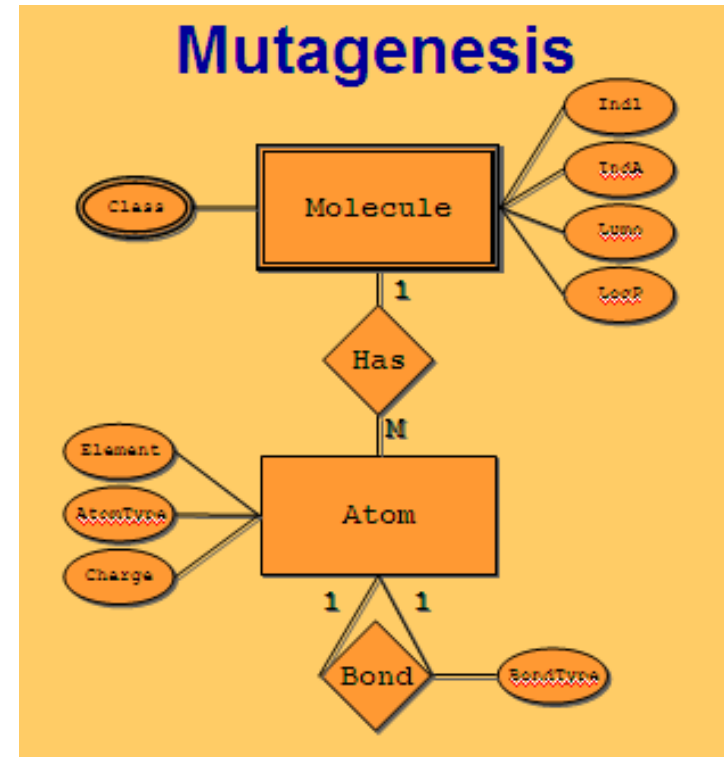 Mutagenesis
Ind1
IndA
Class
Molecule
Lumo
LogP
1
Has
M
Element
AtomType
Atom
Charge
1 1
Bond
BondType